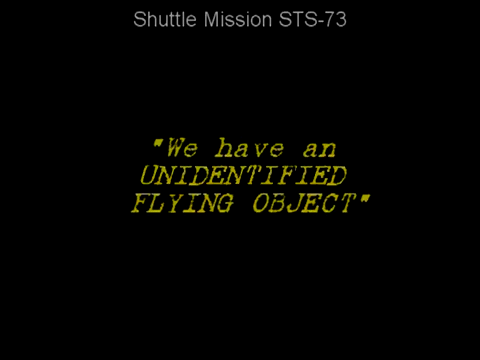 Shuttle Mission STS-73
"We have an
UNIDENTIFIED
FLYING OBJECT"